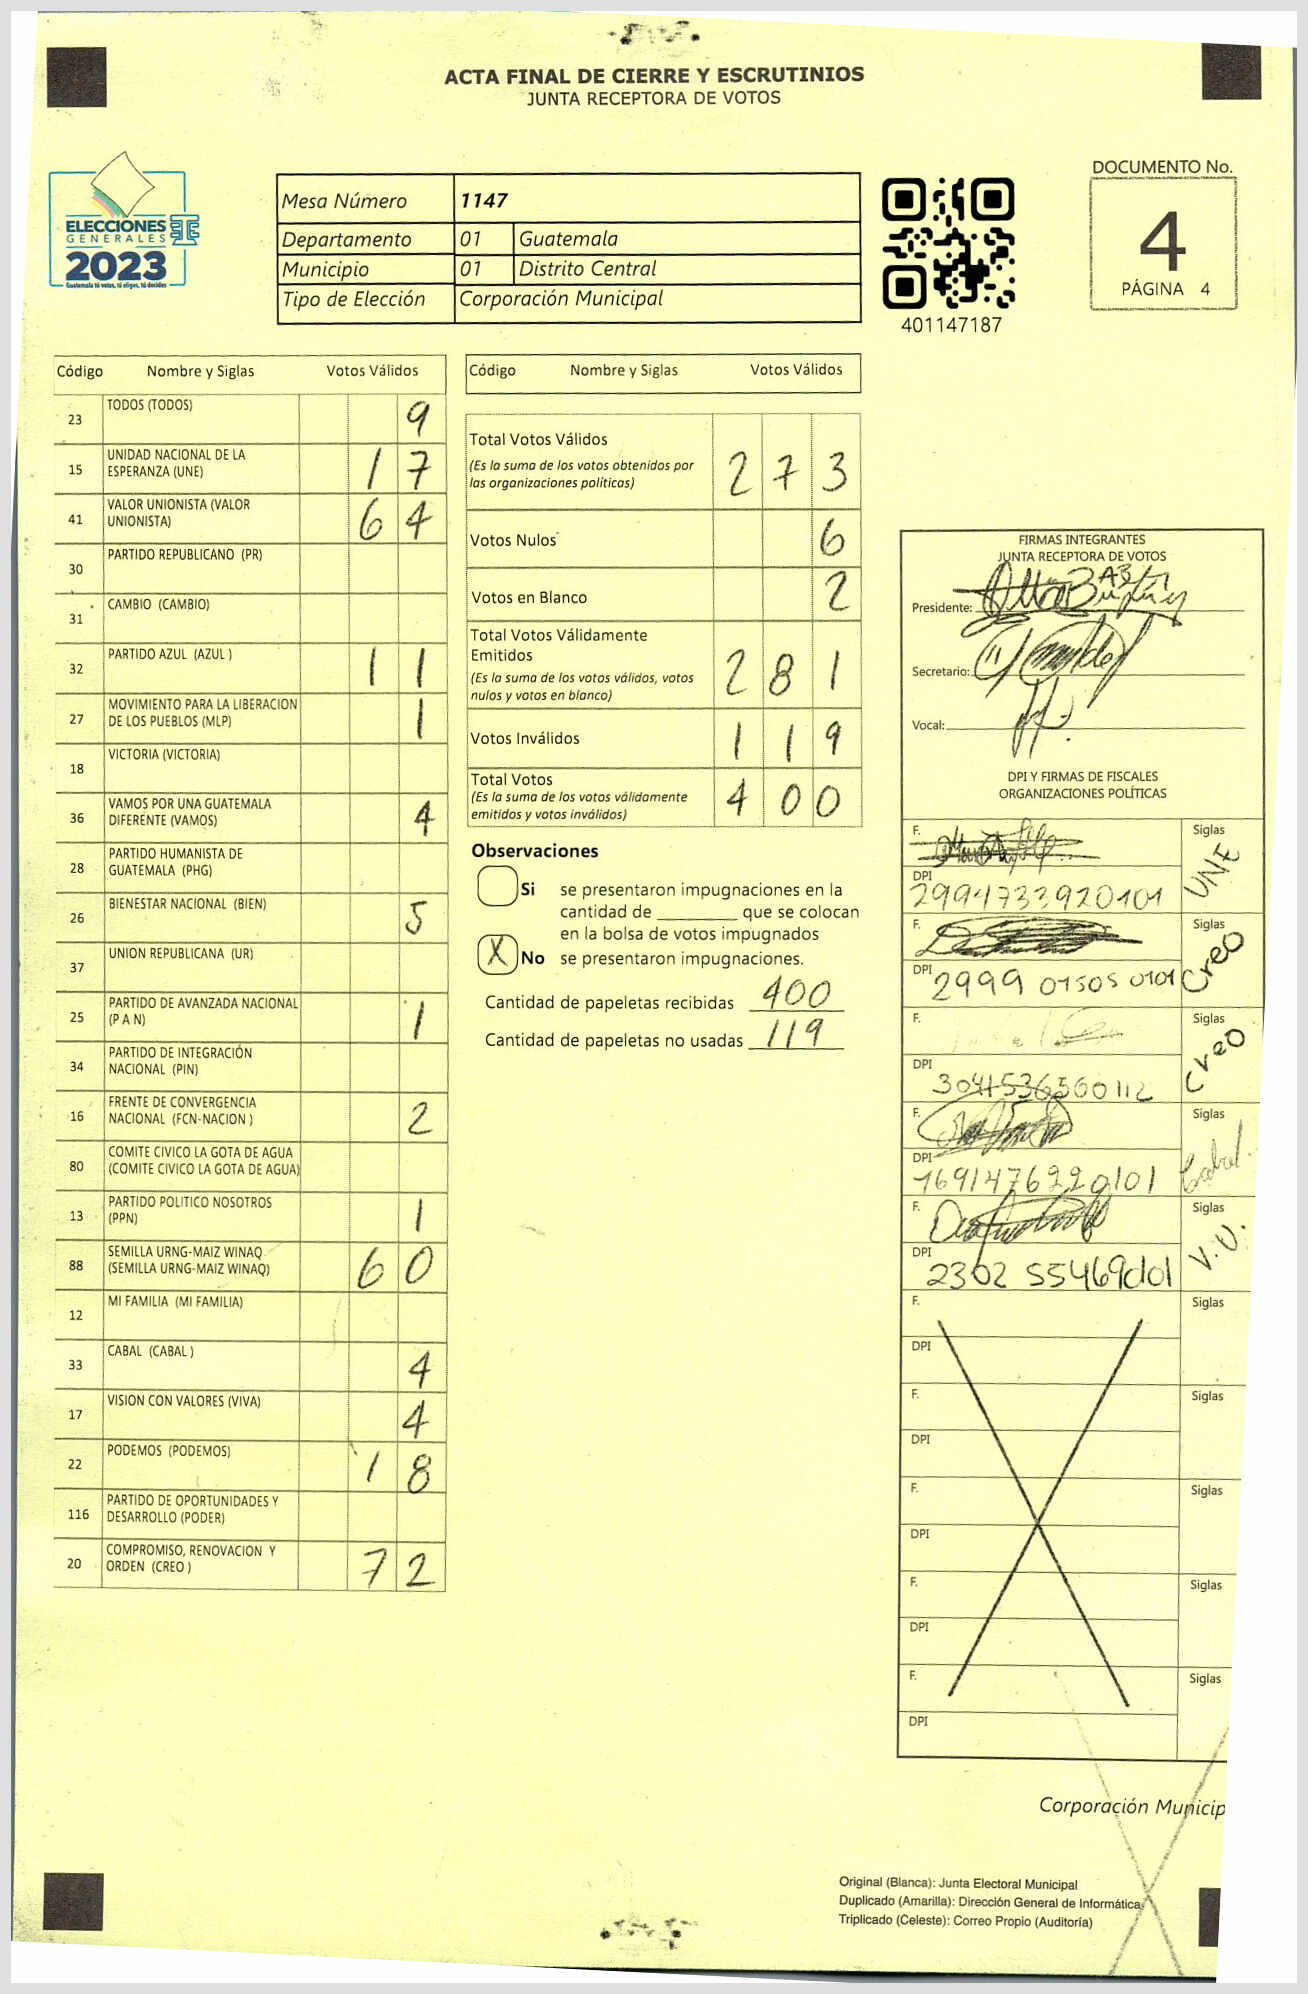 ACTA FINAL DE CIERRE Y ESCRUTINIOS
JUNTA RECEPTORA DE VOTOS
ELECCIONES
GENERALES
2023
Guatemala tú votas, tú eliges, tú decides
Mesa Número 1147
Departamento 01 Guatemala
Municipio 01 Distrito Central
Tipo de Elección Corporación Municipal
401147187
DOCUMENTO No.
4
PÁGINA 4
Código Nombre y Siglas Votos Válidos
23 TODOS (TODOS) 9
15 UNIDAD NACIONAL DE LA
ESPERANZA (UNE) 17
41 VALOR UNIONISTA (VALOR
UNIONISTA) 64
30 PARTIDO REPUBLICANO (PR)
31 CAMBIO (CAMBIO)
32 PARTIDO AZUL (AZUL ) 11
27 MOVIMIENTO PARA LA LIBERACION
DE LOS PUEBLOS (MLP) 1
18 VICTORIA (VICTORIA)
36 VAMOS POR UNA GUATEMALA
DIFERENTE (VAMOS) 4
28 PARTIDO HUMANISTA DE
GUATEMALA (PHG)
26 BIENESTAR NACIONAL (BIEN) 5
37 UNION REPUBLICANA (UR)
25 PARTIDO DE AVANZADA NACIONAL
(P A N) 1
34 PARTIDO DE INTEGRACIÓN
NACIONAL (PIN)
16 FRENTE DE CONVERGENCIA
NACIONAL (FCN-NACION ) 2
80 COMITE CIVICO LA GOTA DE AGUA
(COMITE CIVICO LA GOTA DE AGUA)
13 PARTIDO POLITICO NOSOTROS
(PPN) 1
88 SEMILLA URNG-MAIZ WINAQ
(SEMILLA URNG-MAIZ WINAQ) 60
12 MI FAMILIA (MI FAMILIA)
33 CABAL (CABAL ) 4
17 VISION CON VALORES (VIVA) 4
22 PODEMOS (PODEMOS) 18
116 PARTIDO DE OPORTUNIDADES Y
DESARROLLO (PODER)
20 COMPROMISO, RENOVACION Y
ORDEN (CREO ) 72
Código Nombre y Siglas Votos Válidos
Total Votos Válidos
(Es la suma de los votos obtenidos por
las organizaciones políticas) 273
Votos Nulos 6
Votos en Blanco 2
Total Votos Válidamente
Emitidos
(Es la suma de los votos válidos, votos
nulos y votos en blanco) 281
Votos Inválidos 119
Total Votos
(Es la suma de los votos válidamente
emitidos y votos inválidos) 400
Observaciones
Si se presentaron impugnaciones en la
cantidad de ________ que se colocan
en la bolsa de votos impugnados
X No se presentaron impugnaciones.
Cantidad de papeletas recibidas 400
Cantidad de papeletas no usadas 119
FIRMAS INTEGRANTES
JUNTA RECEPTORA DE VOTOS
Presidente:
Secretario:
Vocal:
DPI Y FIRMAS DE FISCALES
ORGANIZACIONES POLÍTICAS
F. Siglas UNE
DPI 2994733920101
F. Siglas Creo
DPI 2999 01505 0101
F. Siglas Creo
DPI 3041536560112
F. Siglas Cabal.
DPI 1691476220101
F. Siglas V.U.
DPI 2302 554690101
F. Siglas
DPI
F. Siglas
DPI
F. Siglas
DPI
F. Siglas
DPI
F. Siglas
DPI
Corporación Municip
Original (Blanca): Junta Electoral Municipal
Duplicado (Amarilla): Dirección General de Informática
Triplicado (Celeste): Correo Propio (Auditoría)